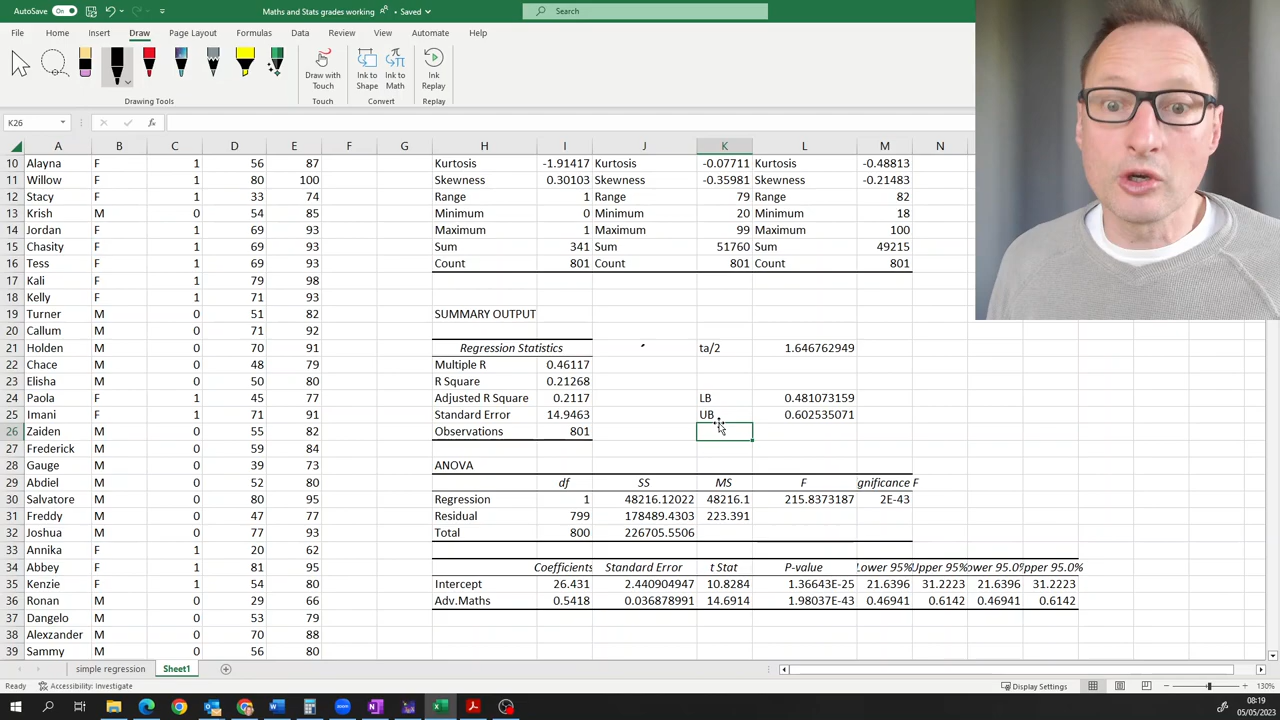 AutoSave On Maths and Stats grades working • Saved Search
File Home Insert Draw Page Layout Formulas Data Review View Automate Help
Draw with Touch Ink to Shape Ink to Math Ink Replay
Drawing Tools Touch Convert Replay
K26 fx
A B C D E F G H I J K L M N O P Q R
10 Alayna F 1 56 87 Kurtosis -1.91417 Kurtosis -0.07711 Kurtosis -0.48813
11 Willow F 1 80 100 Skewness 0.30103 Skewness -0.35981 Skewness -0.21483
12 Stacy F 1 33 74 Range 1 Range 79 Range 82
13 Krish M 0 54 85 Minimum 0 Minimum 20 Minimum 18
14 Jordan F 1 69 93 Maximum 1 Maximum 99 Maximum 100
15 Chasity F 1 69 93 Sum 341 Sum 51760 Sum 49215
16 Tess F 1 69 93 Count 801 Count 801 Count 801
17 Kali F 1 79 98
18 Kelly F 1 71 93
19 Turner M 0 51 82 SUMMARY OUTPUT
20 Callum M 0 71 92
21 Holden M 0 70 91 Regression Statistics ta/2 1.646762949
22 Chace M 0 48 79 Multiple R 0.46117
23 Elisha M 0 50 80 R Square 0.21268
24 Paola F 1 45 77 Adjusted R Square 0.2117 LB 0.481073159
25 Imani F 1 71 91 Standard Error 14.9463 UB 0.602535071
26 Zaiden M 0 55 82 Observations 801
27 Frederick M 0 59 84
28 Gauge M 0 39 73 ANOVA
29 Abdiel M 0 52 80 df SS MS F gnificance F
30 Salvatore M 0 80 95 Regression 1 48216.12022 48216.1 215.8373187 2E-43
31 Freddy M 0 47 77 Residual 799 178489.4303 223.391
32 Joshua M 0 77 93 Total 800 226705.5506
33 Annika F 1 20 62
34 Abbey F 1 81 95 Coefficients Standard Error t Stat P-value Lower 95% Upper 95% ower 95.0% pper 95.0%
35 Kenzie F 1 54 80 Intercept 26.431 2.440904947 10.8284 1.36643E-25 21.6396 31.2223 21.6396 31.2223
36 Ronan M 0 29 66 Adv.Maths 0.5418 0.036878991 14.6914 1.98037E-43 0.46941 0.6142 0.46941 0.6142
37 Dangelo M 0 53 79
38 Alexzander M 0 70 88
39 Sammy M 0 56 80
simple regression Sheet1
Ready Accessibility: Investigate Display Settings 130%
08:19
05/05/2023